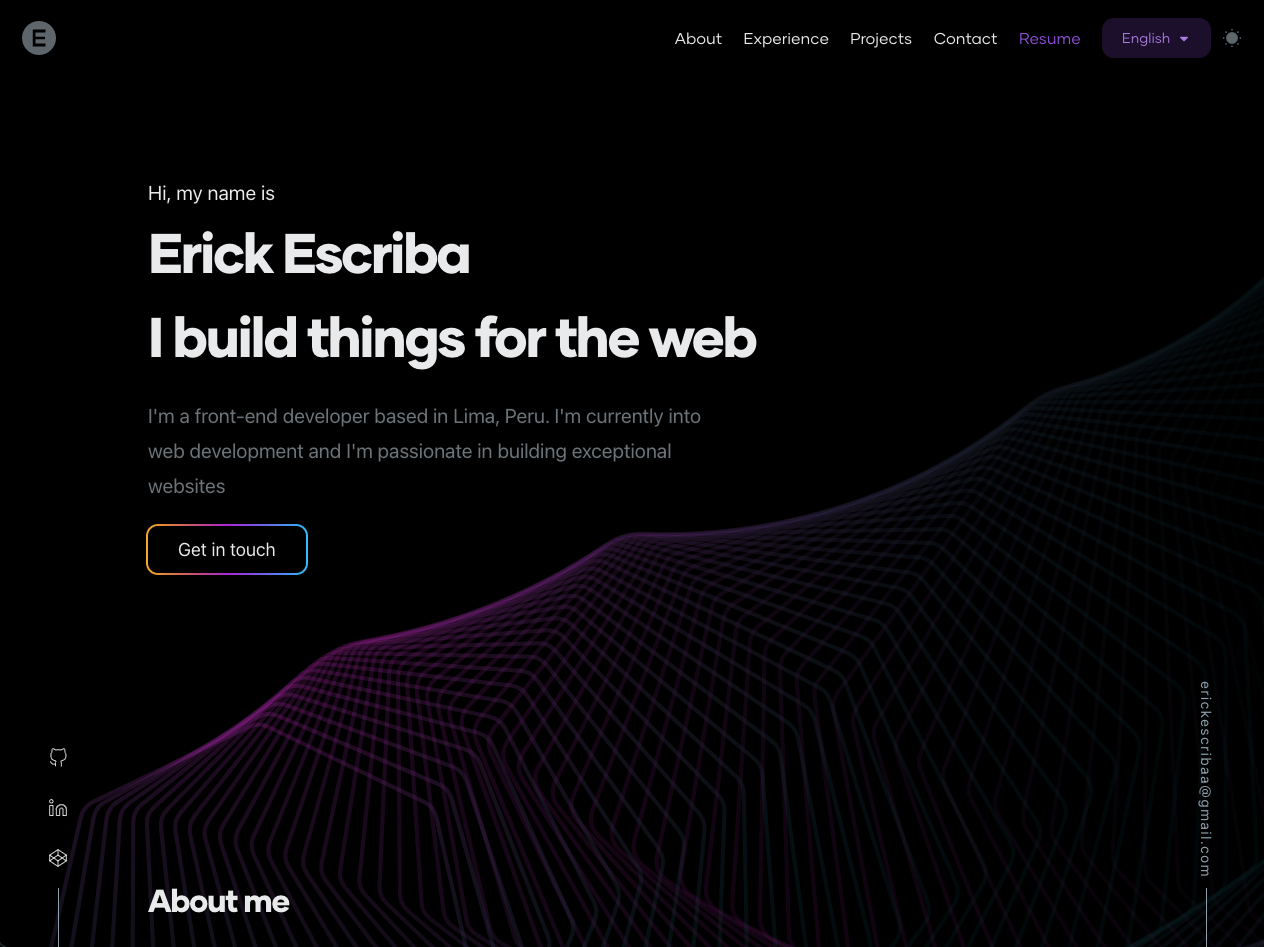 E
About
Experience
Projects
Contact
Resume
English
Hi, my name is
Erick Escriba
I build things for the web
I'm a front-end developer based in Lima, Peru. I'm currently into
web development and I'm passionate in building exceptional
websites
Get in touch
erickescribaa@gmail.com
in
About me